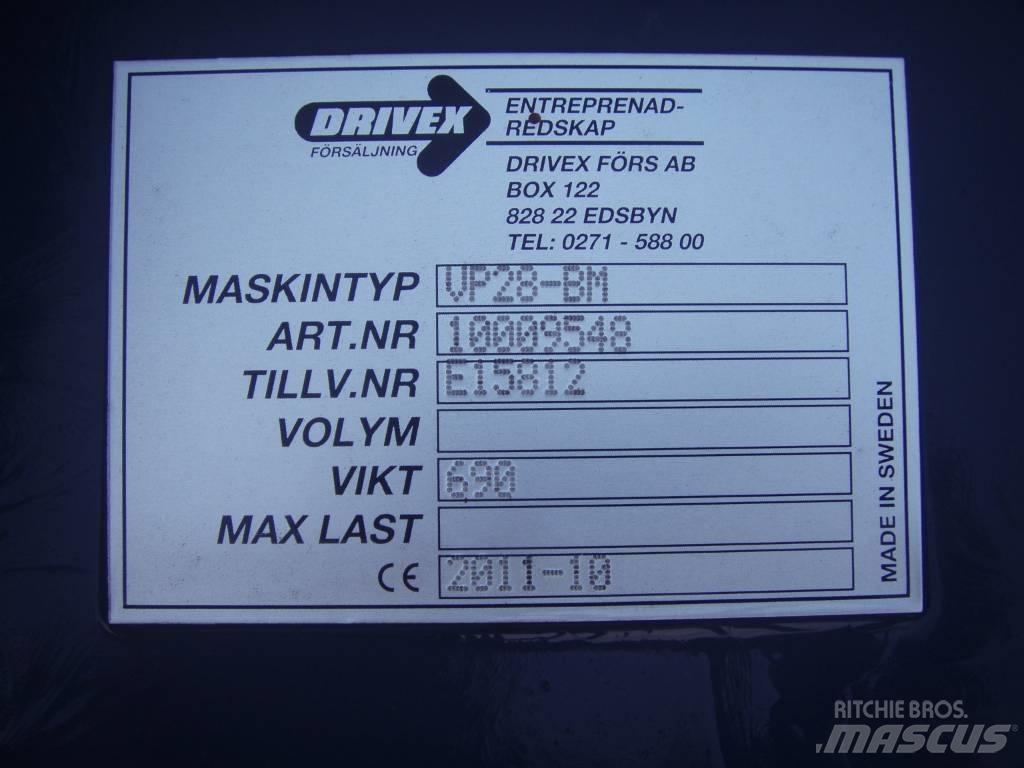 DRIVEX
FÖRSÄLJNING
ENTREPRENAD-
REDSKAP
DRIVEX FÖRS AB
BOX 122
828 22 EDSBYN
TEL: 0271 - 588 00
MASKINTYP VP28-BM
ART.NR 10009548
TILLV.NR E15812
VOLYM
VIKT 690
MAX LAST
CE 2011-10
MADE IN SWEDEN
RITCHIE BROS.
MASCUS